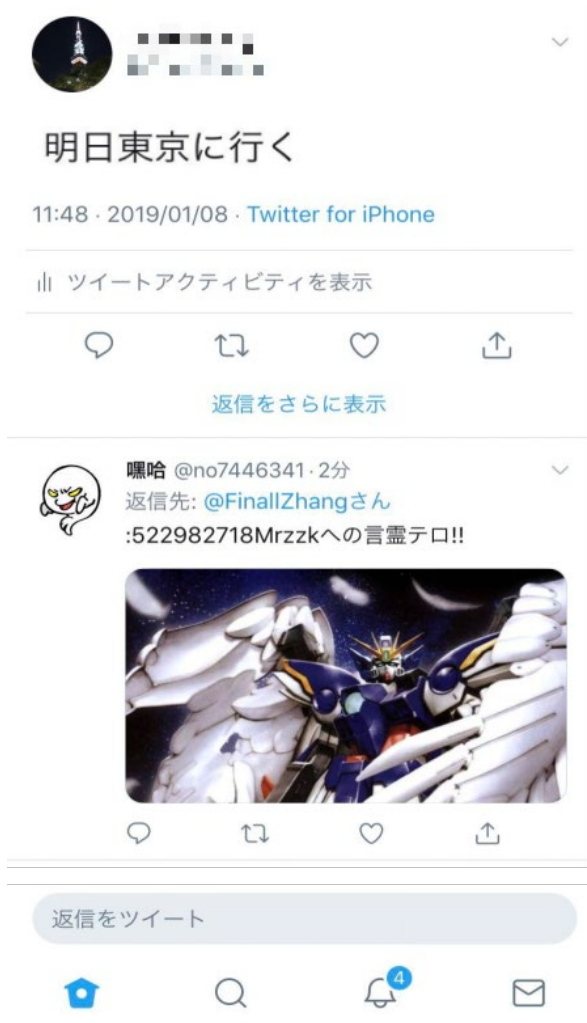 明日東京に行く
11:48 · 2019/01/08 · Twitter for iPhone
ツイートアクティビティを表示
返信をさらに表示
嘿哈 @no7446341 · 2分
返信先: @FinallZhangさん
:522982718Mrzzkへの言霊テロ!!
返信をツイート
4